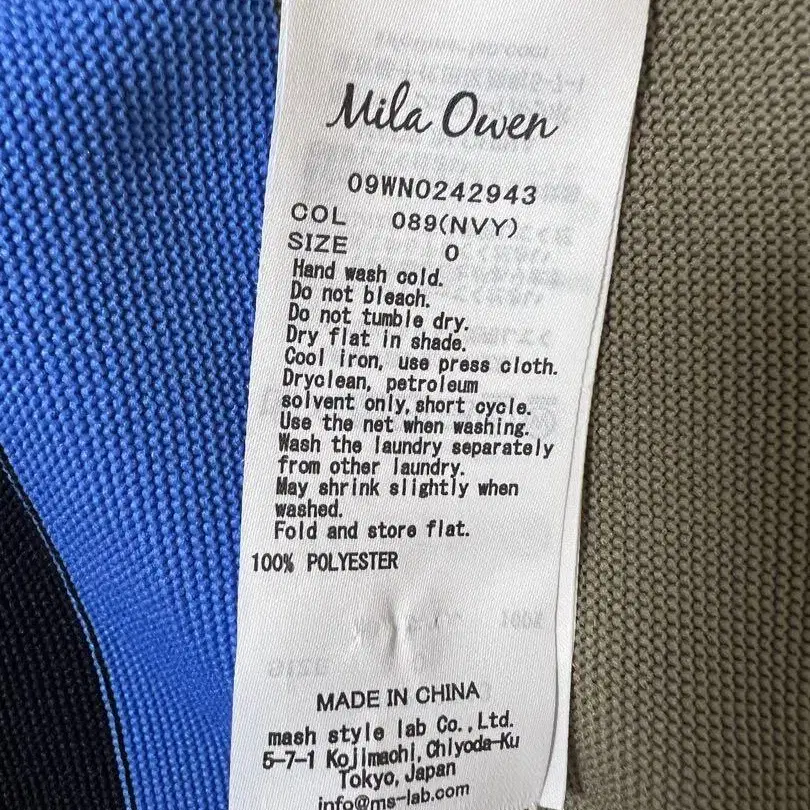 Mila Owen
09WN0242943
COL 089(NVY)
SIZE 0
Hand wash cold.
Do not bleach.
Do not tumble dry.
Dry flat in shade.
Cool iron, use press cloth.
Dryclean, petroleum
solvent only, short cycle.
Use the net when washing.
Wash the laundry separately
from other laundry.
May shrink slightly when
washed.
Fold and store flat.
100% POLYESTER
MADE IN CHINA
mash style lab Co.,Ltd.
5-7-1 Kojimachi, Chiyoda-Ku
Tokyo, Japan
info@ms-lab.com